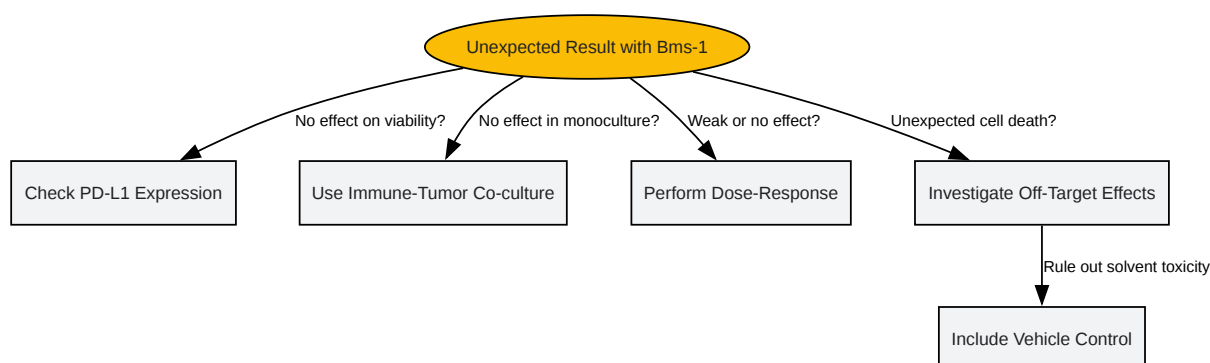 Unexpected Result with Bms-1
No effect on viability?
No effect in monoculture?
Weak or no effect?
Unexpected cell death?
Check PD-L1 Expression
Use Immune-Tumor Co-culture
Perform Dose-Response
Investigate Off-Target Effects
Rule out solvent toxicity
Include Vehicle Control